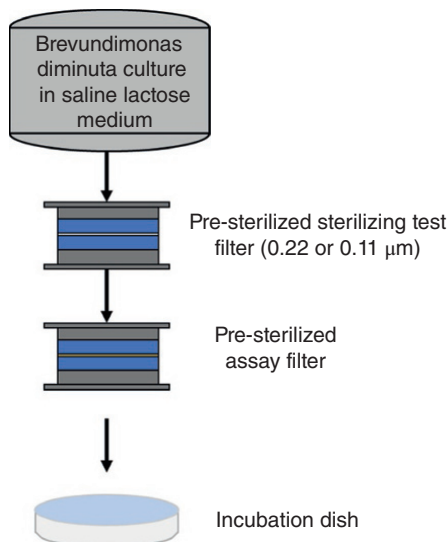 Brevundimonas
diminuta culture
in saline lactose
medium
Pre-sterilized sterilizing test
filter (0.22 or 0.11 μm)
Pre-sterilized
assay filter
Incubation dish